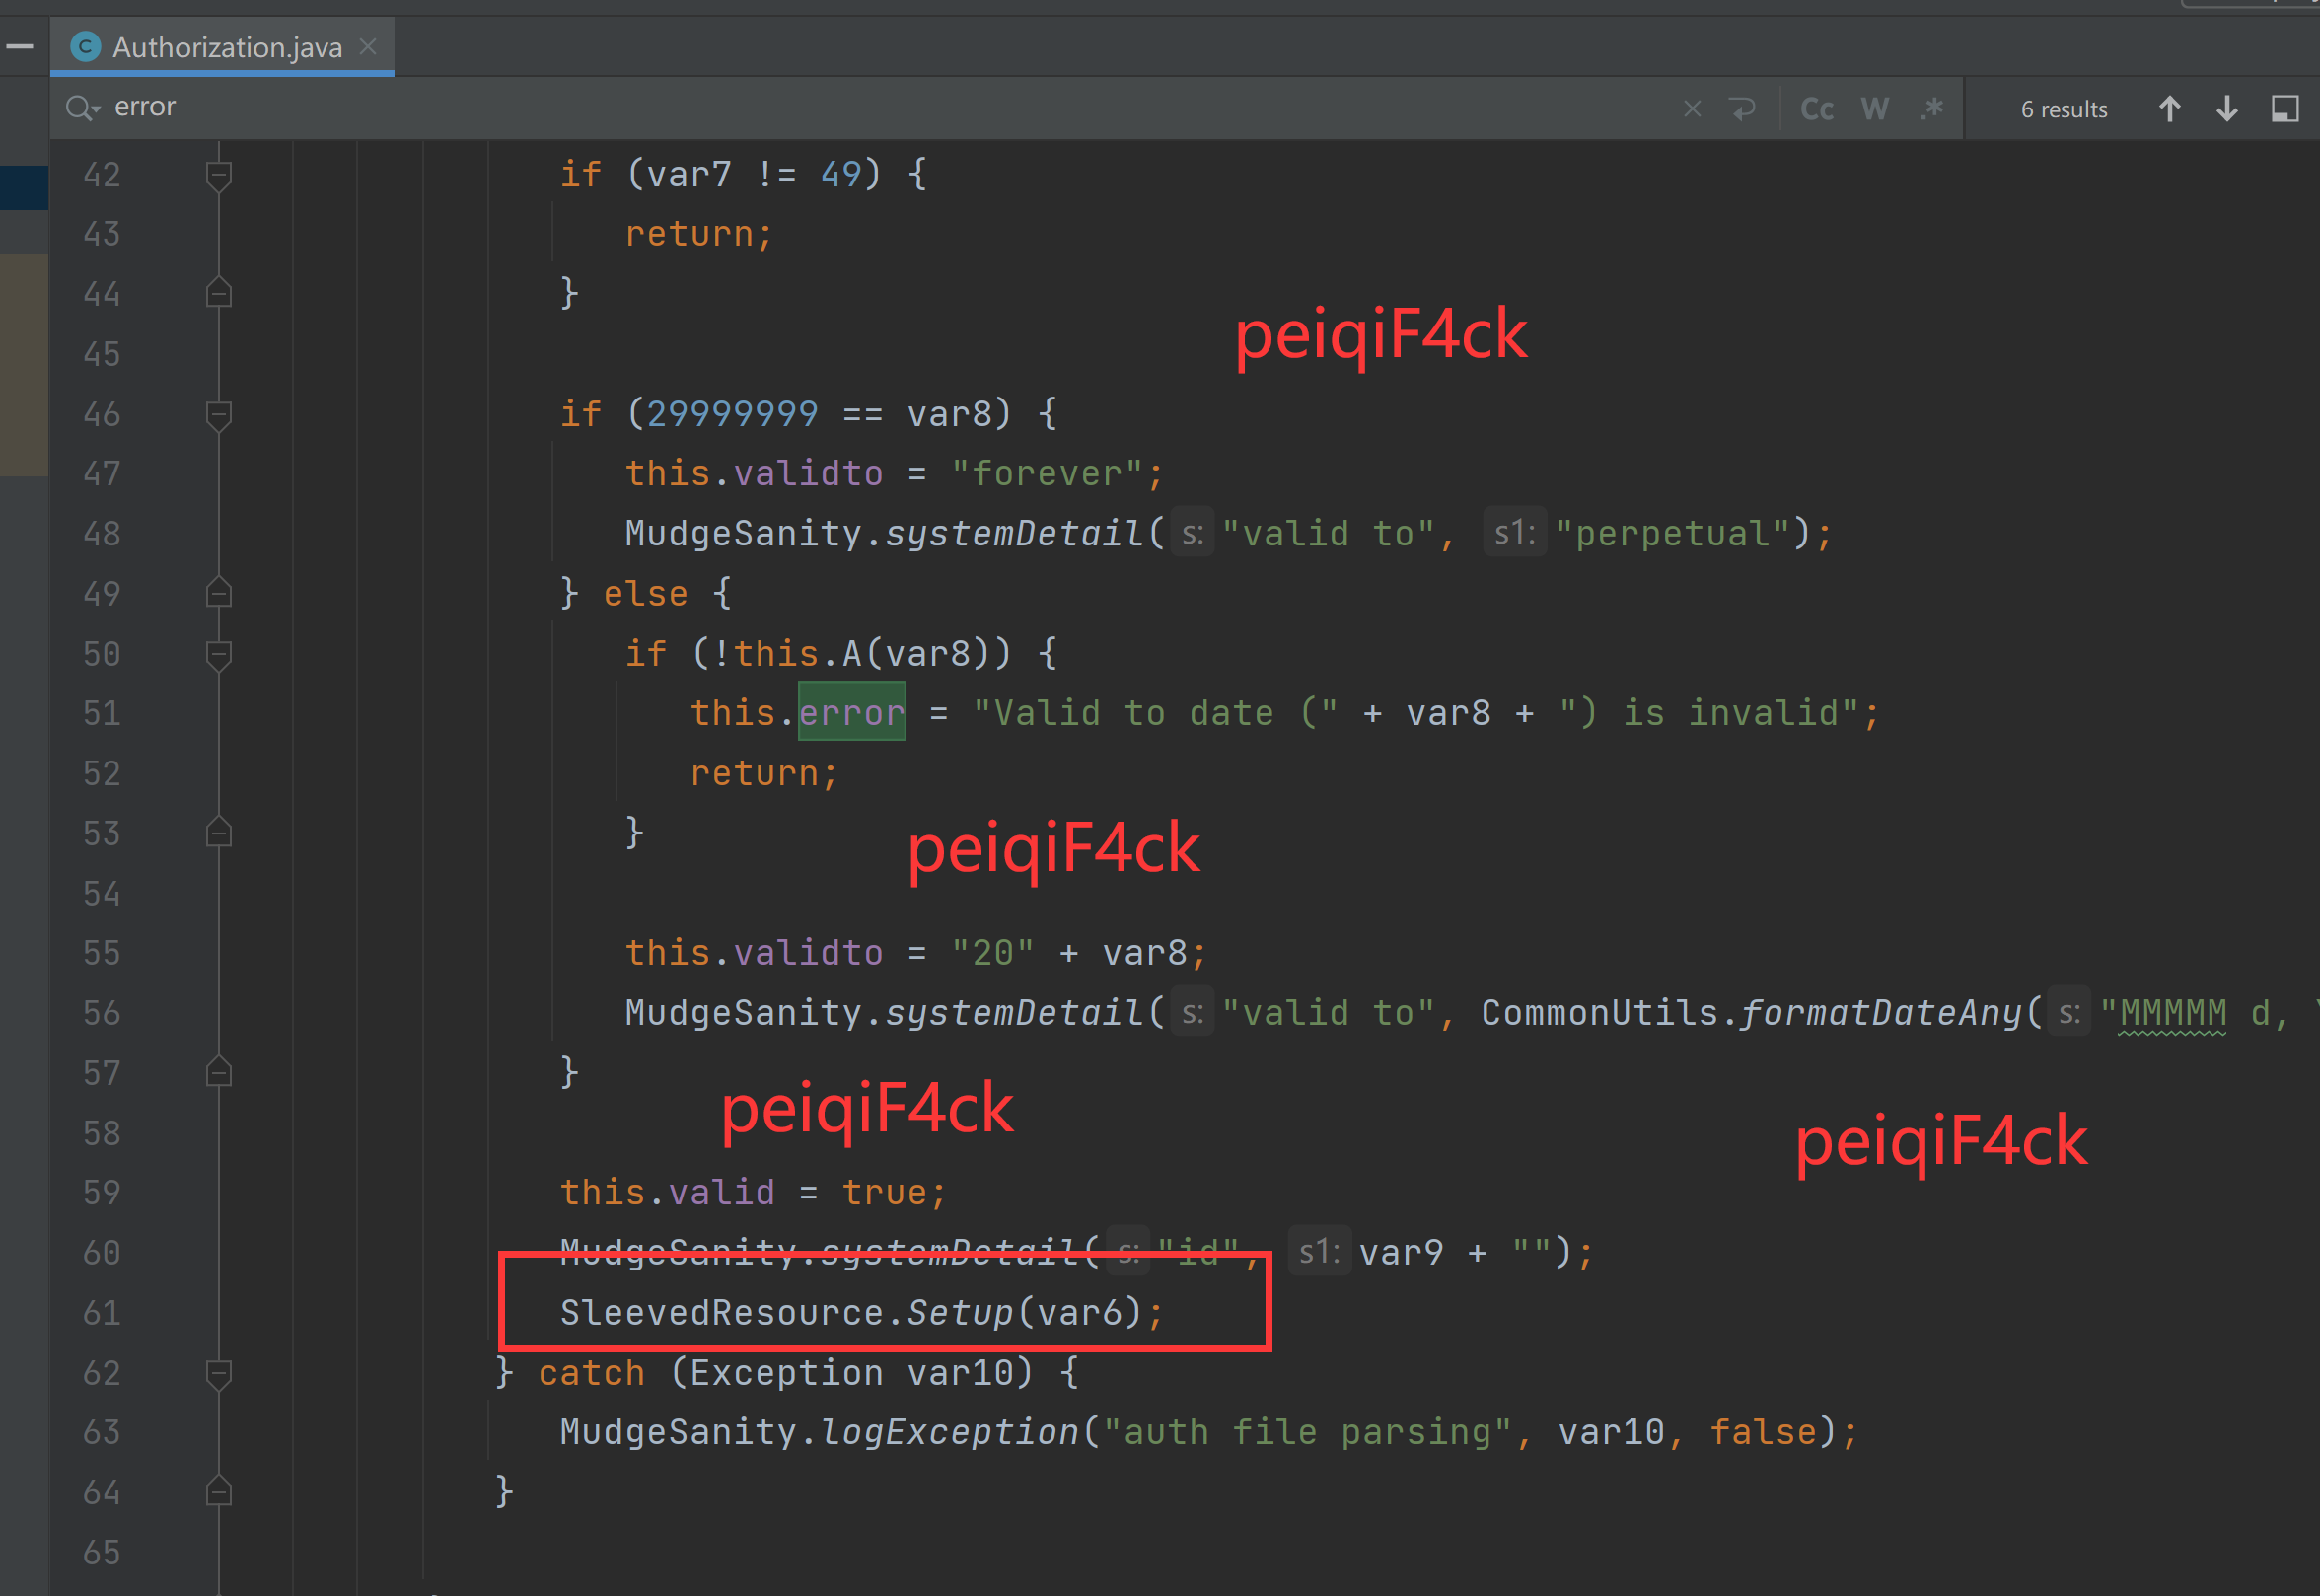 Authorization.java
error
Cc W .* 6 results
42 if (var7 != 49) {
43 return;
44 }
peiqiF4ck
45
46 if (29999999 == var8) {
47 this.validto = "forever";
48 MudgeSanity.systemDetail( s: "valid to", s1: "perpetual");
49 } else {
50 if (!this.A(var8)) {
51 this.error = "Valid to date (" + var8 + ") is invalid";
52 return;
53 }
peiqiF4ck
54
55 this.validto = "20" + var8;
56 MudgeSanity.systemDetail( s: "valid to", CommonUtils.formatDateAny( s: "MMMMM d,
57 }
peiqiF4ck
peiqiF4ck
58
59 this.valid = true;
60 MudgeSanity.systemDetail( s: "id", s1: var9 + "");
61 SleevedResource.Setup(var6);
62 } catch (Exception var10) {
63 MudgeSanity.logException("auth file parsing", var10, false);
64 }
65